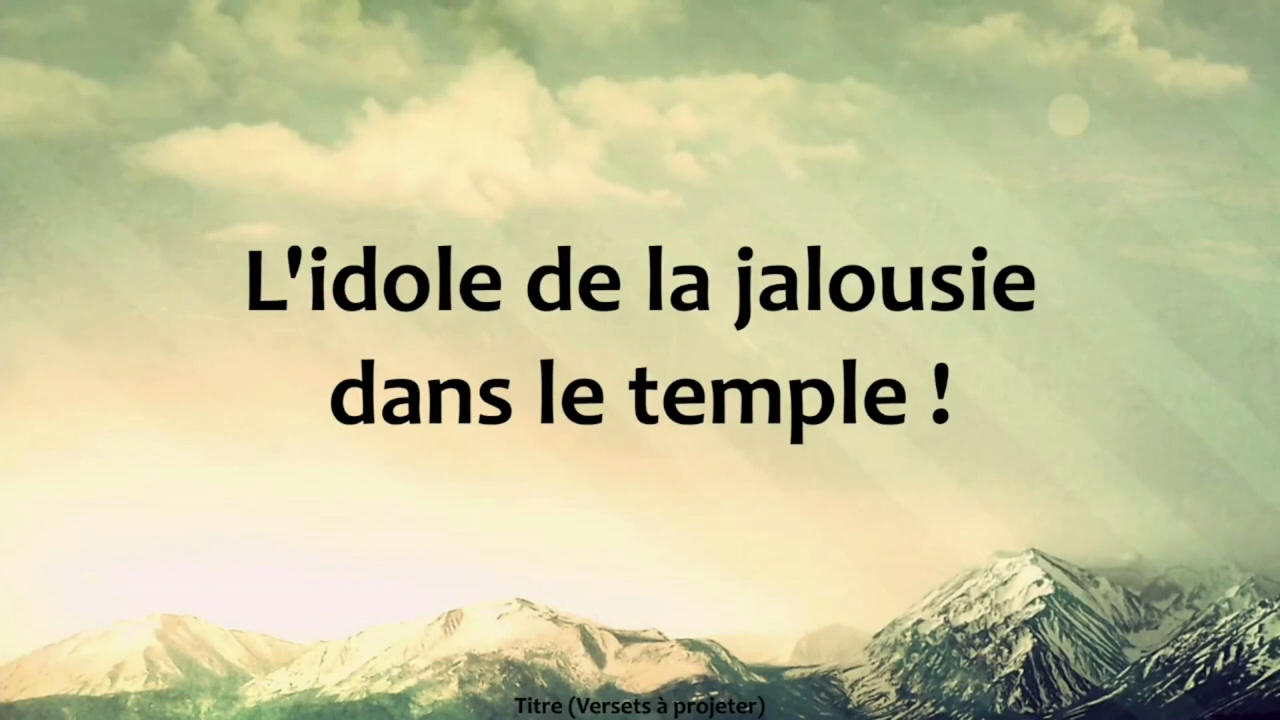 L'idole de la jalousie
dans le temple !
Titre (Versets à projeter)